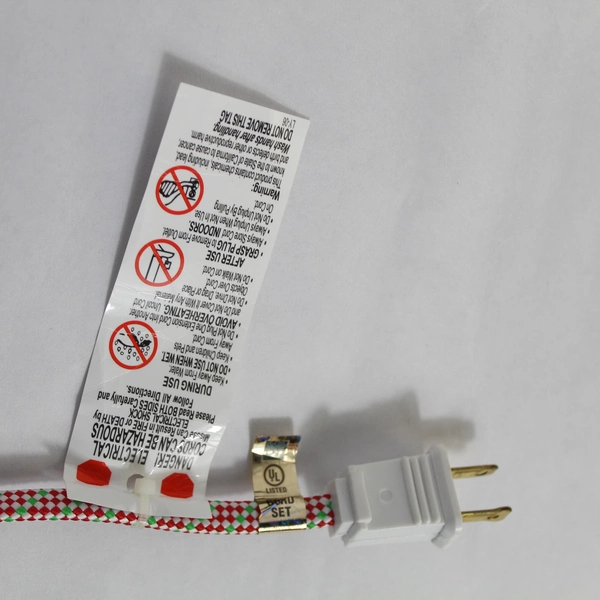 DANGER! ELECTRICAL
CORDS CAN BE HAZARDOUS
Misuse Can Result in FIRE or DEATH by
ELECTRICAL SHOCK
Please Read BOTH SIDES Carefully and
Follow All Directions.
DURING USE
• Keep Away From Water.
DO NOT USE WHEN WET.
• Keep Children and Pets
Away From Cord
• Do Not Plug One Extension Cord Into Another.
• AVOID OVERHEATING. Uncoil Cord
and Do Not Cover It With Any Material
• Do Not Drive, Drag or Place
Objects Over Cord
• Do Not Walk on Cord
AFTER USE
• GRASP PLUG to Remove From Outlet.
• Always Store Cord INDOORS.
• Always Unplug When Not In Use
• Do Not Unplug By Pulling
On Cord
Warning:
This product contains chemicals, including lead,
known to the State of California to cause cancer,
and birth defects or other reproductive harm.
Wash hands after handling
DO NOT REMOVE THIS TAG
UL
LISTED
CORD
SET